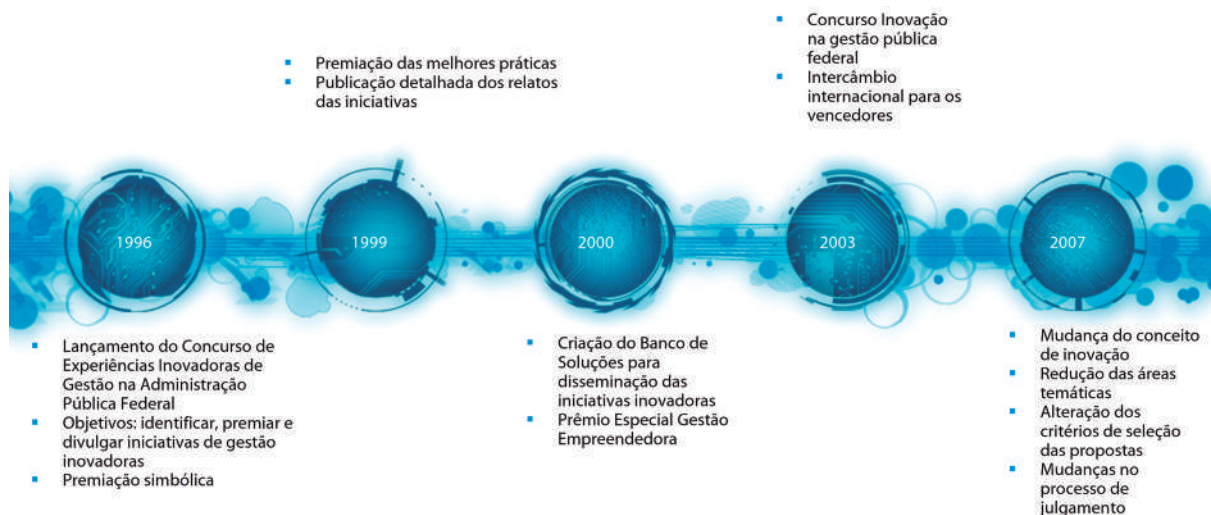 1996
▪ Lançamento do Concurso de
Experiências Inovadoras de
Gestão na Administração
Pública Federal
▪ Objetivos: identificar, premiar e
divulgar iniciativas de gestão
inovadoras
▪ Premiação simbólica
▪ Premiação das melhores práticas
▪ Publicação detalhada dos relatos
das iniciativas
1999
2000
▪ Criação do Banco de
Soluções para
disseminação das
iniciativas inovadoras
▪ Prêmio Especial Gestão
Empreendedora
▪ Concurso Inovação
na gestão pública
federal
▪ Intercâmbio
internacional para os
vencedores
2003
2007
▪ Mudança do conceito
de inovação
▪ Redução das áreas
temáticas
▪ Alteração dos
critérios de seleção
das propostas
▪ Mudanças no
processo de
julgamento